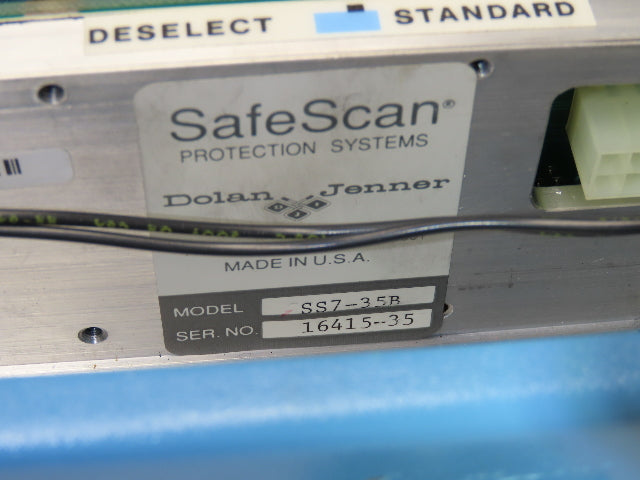 DESELECT STANDARD
SafeScan®
PROTECTION SYSTEMS
Dolan Jenner
MADE IN U.S.A.
MODEL SS7-35B
SER. NO. 16415-35